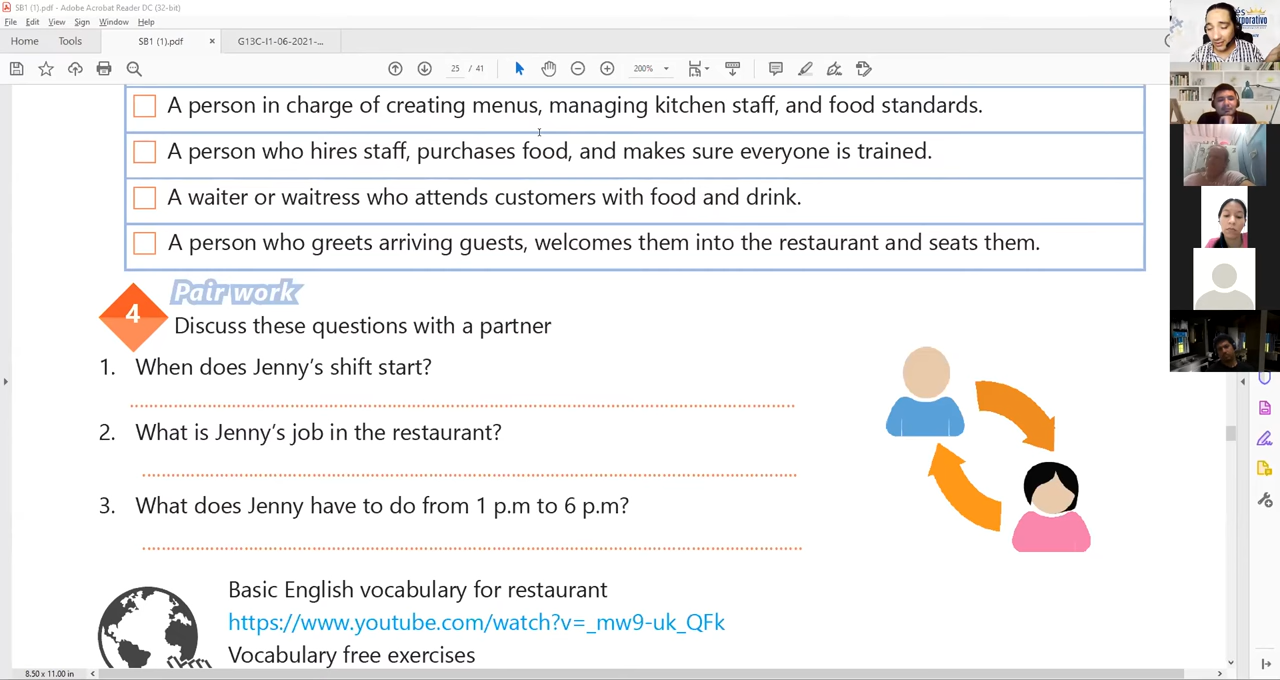 SB1 (1).pdf - Adobe Acrobat Reader DC (32-bit)
File Edit View Sign Window Help
Home Tools SB1 (1).pdf × G13C-I1-06-2021-...
25 / 41 200%
A person in charge of creating menus, managing kitchen staff, and food standards.
A person who hires staff, purchases food, and makes sure everyone is trained.
A waiter or waitress who attends customers with food and drink.
A person who greets arriving guests, welcomes them into the restaurant and seats them.
Pair work
4
Discuss these questions with a partner
1. When does Jenny's shift start?
2. What is Jenny's job in the restaurant?
3. What does Jenny have to do from 1 p.m to 6 p.m?
Basic English vocabulary for restaurant
https://www.youtube.com/watch?v=_mw9-uk_QFk
Vocabulary free exercises
8.50 x 11.00 in